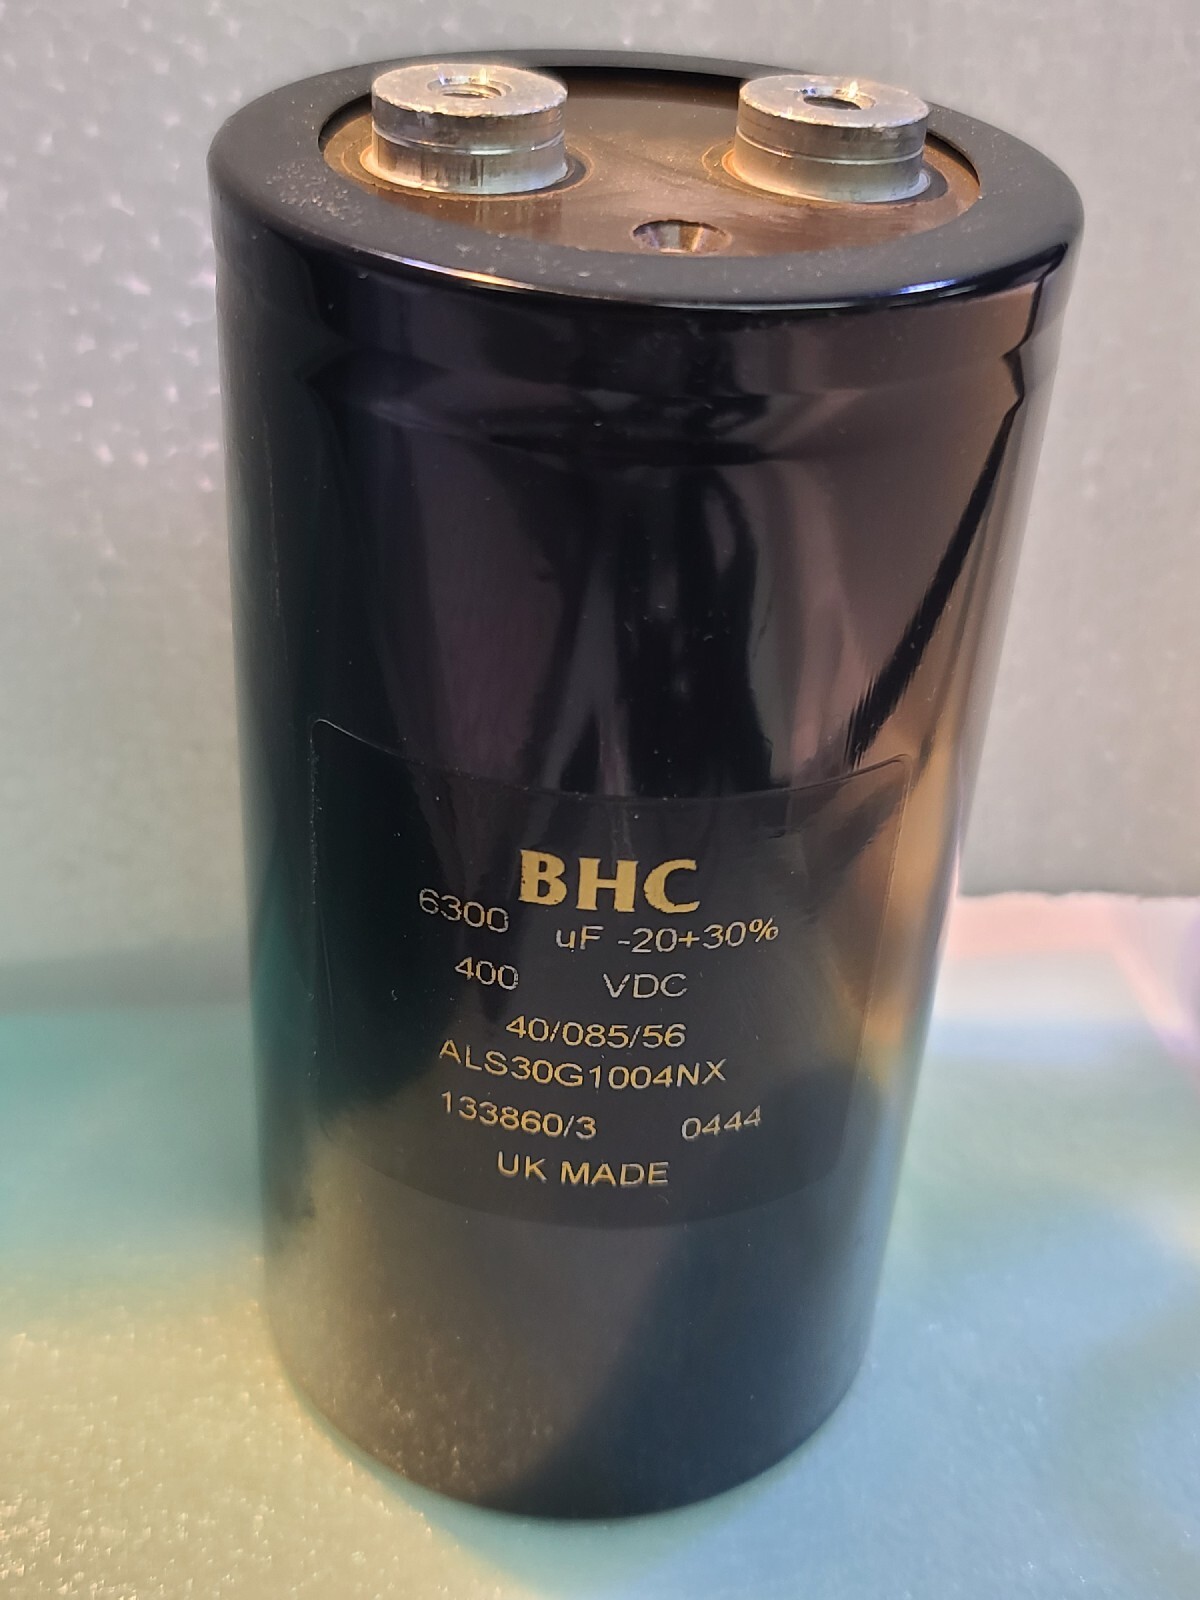 BHC
6300 uF -20+30%
400 VDC
40/085/56
ALS30G1004NX
133860/3 0444
UK MADE